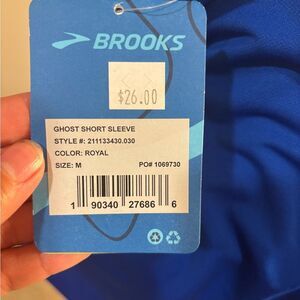 BROOKS
$26.00
GHOST SHORT SLEEVE
STYLE #: 211133430.030
COLOR: ROYAL
SIZE: M PO# 1069730
1 90340 27686 6